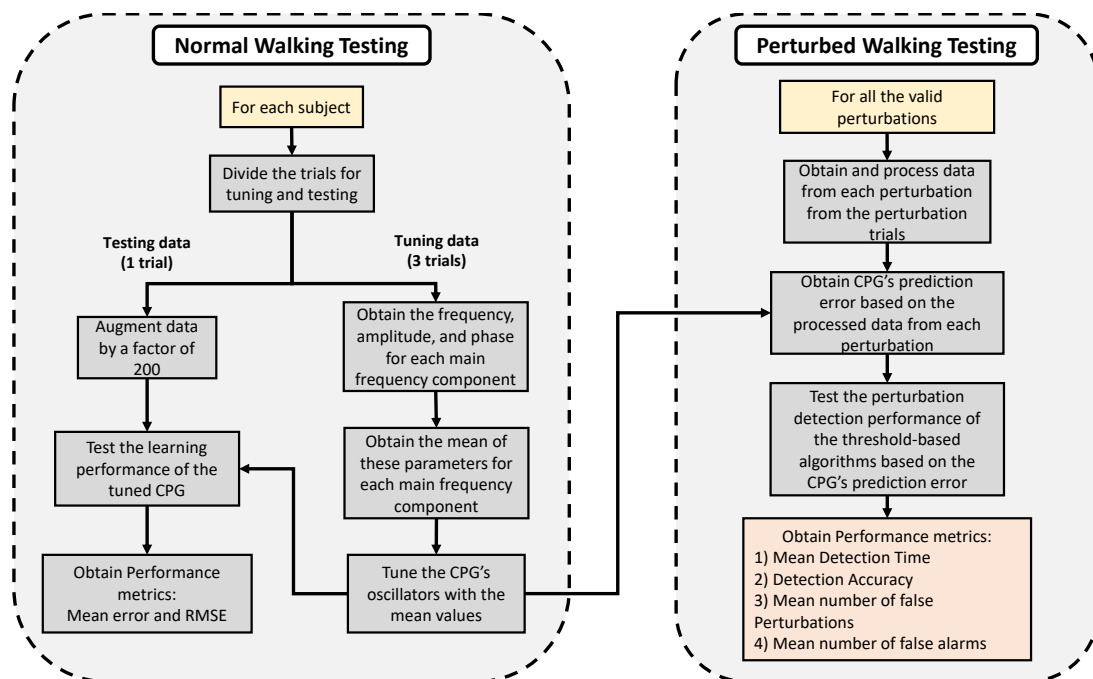 Normal Walking Testing
For each subject
Divide the trials for
tuning and testing
Testing data
(1 trial)
Tuning data
(3 trials)
Augment data
by a factor of
200
Obtain the frequency,
amplitude, and phase
for each main
frequency component
Test the learning
performance of the
tuned CPG
Obtain the mean of
these parameters for
each main frequency
component
Obtain Performance
metrics:
Mean error and RMSE
Tune the CPG's
oscillators with the
mean values
Perturbed Walking Testing
For all the valid
perturbations
Obtain and process data
from each perturbation
from the perturbation
trials
Obtain CPG's prediction
error based on the
processed data from each
perturbation
Test the perturbation
detection performance of
the threshold-based
algorithms based on the
CPG's prediction error
Obtain Performance metrics:
1) Mean Detection Time
2) Detection Accuracy
3) Mean number of false
Perturbations
4) Mean number of false alarms